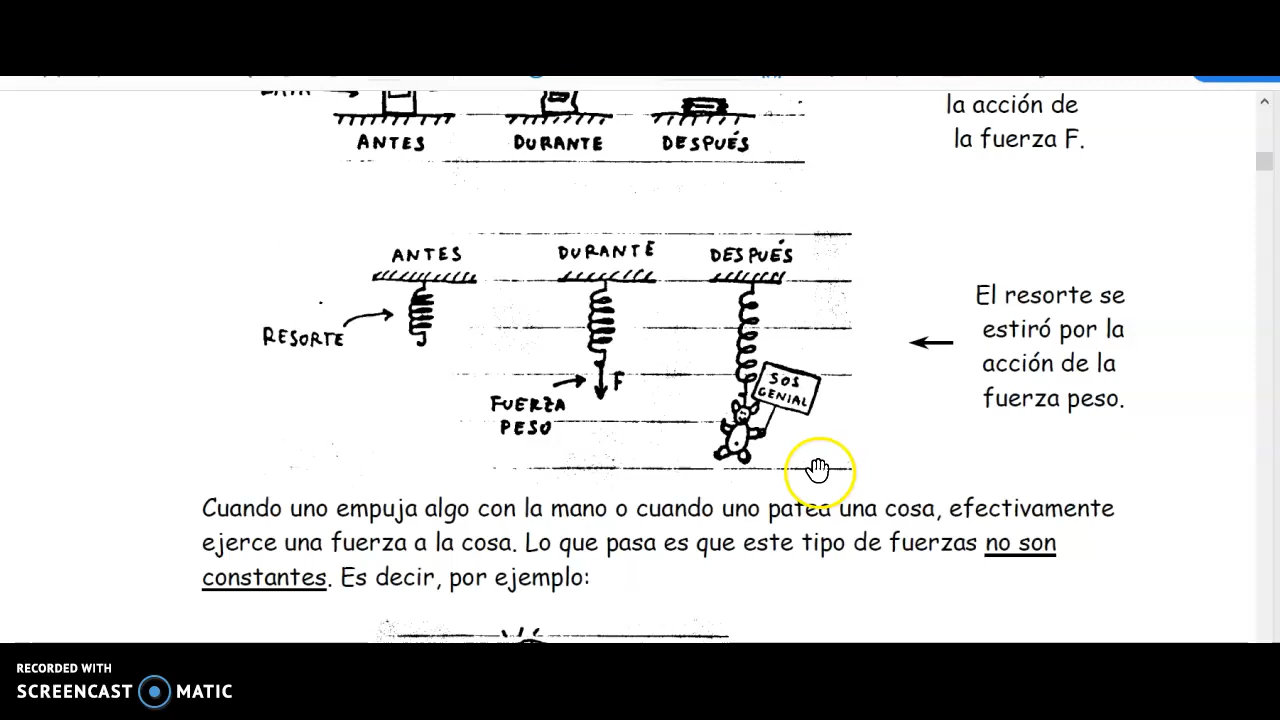 la acción de
la fuerza F.
ANTES DURANTE DESPUÉS
ANTES DURANTE DESPUÉS
RESORTE
F
FUERZA
PESO
SOS
GENIAL
El resorte se
estiró por la
acción de la
fuerza peso.
Cuando uno empuja algo con la mano o cuando uno patea una cosa, efectivamente
ejerce una fuerza a la cosa. Lo que pasa es que este tipo de fuerzas no son
constantes. Es decir, por ejemplo:
RECORDED WITH
SCREENCAST MATIC